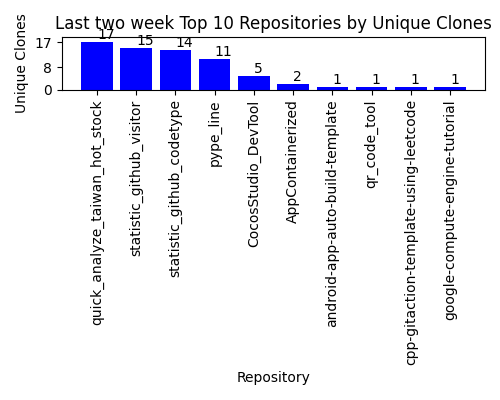 Last two week Top 10 Repositories by Unique Clones
Unique Clones
17
8
0
17
15
14
11
5
2
1
1
1
1
quick_analyze_taiwan_hot_stock
statistic_github_visitor
statistic_github_codetype
pype_line
CocosStudio_DevTool
AppContainerized
android-app-auto-build-template
qr_code_tool
cpp-gitaction-template-using-leetcode
google-compute-engine-tutorial
Repository